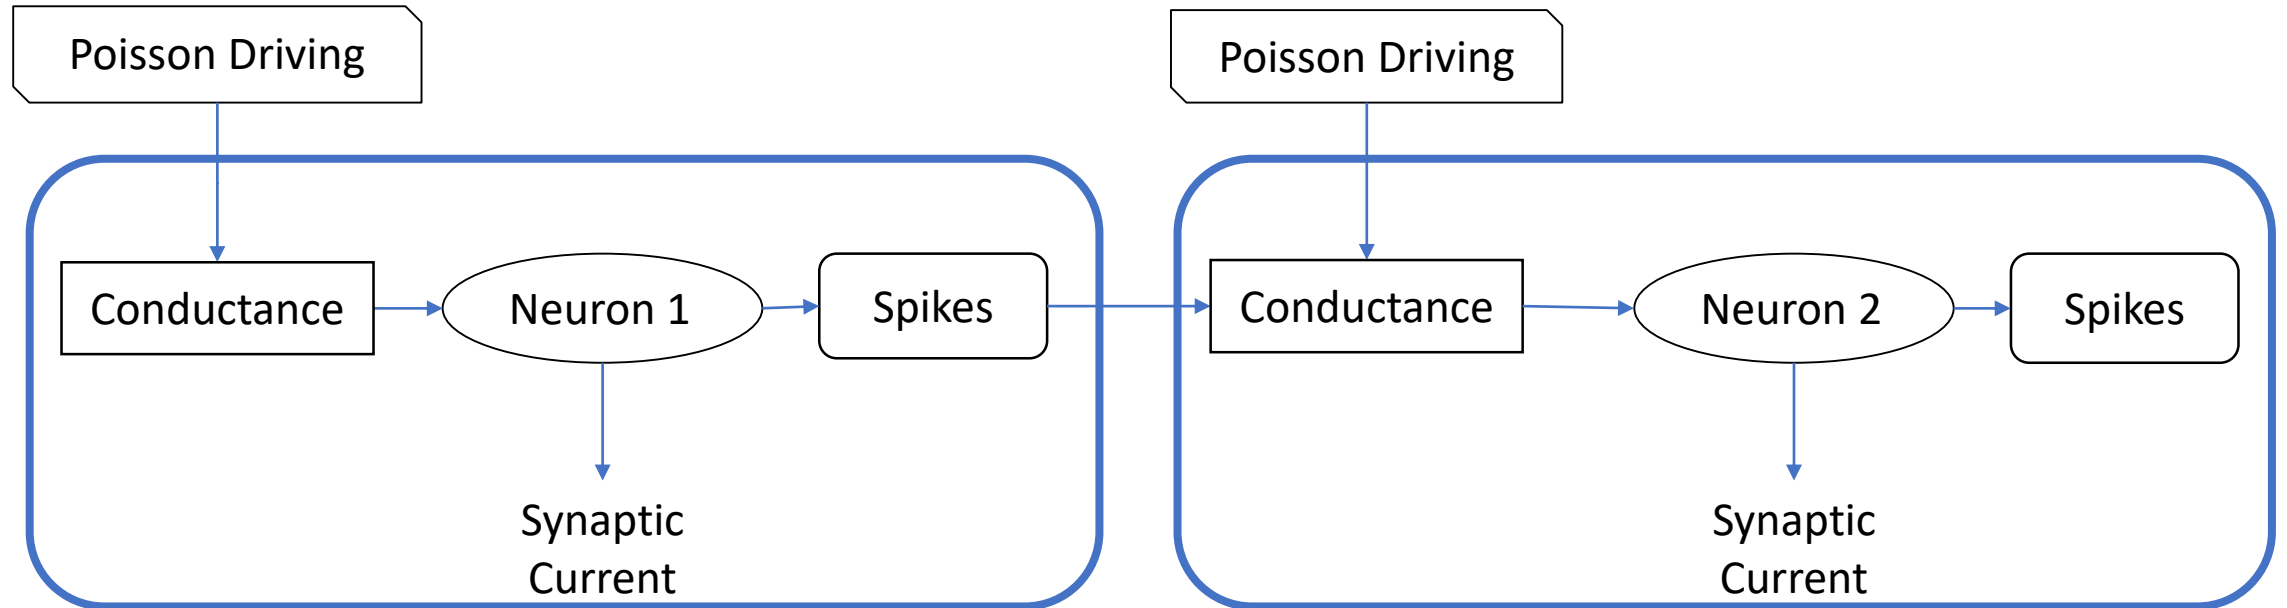 Poisson Driving
Poisson Driving
Conductance
Neuron 1
Spikes
Conductance
Neuron 2
Spikes
Synaptic
Current
Synaptic
Current